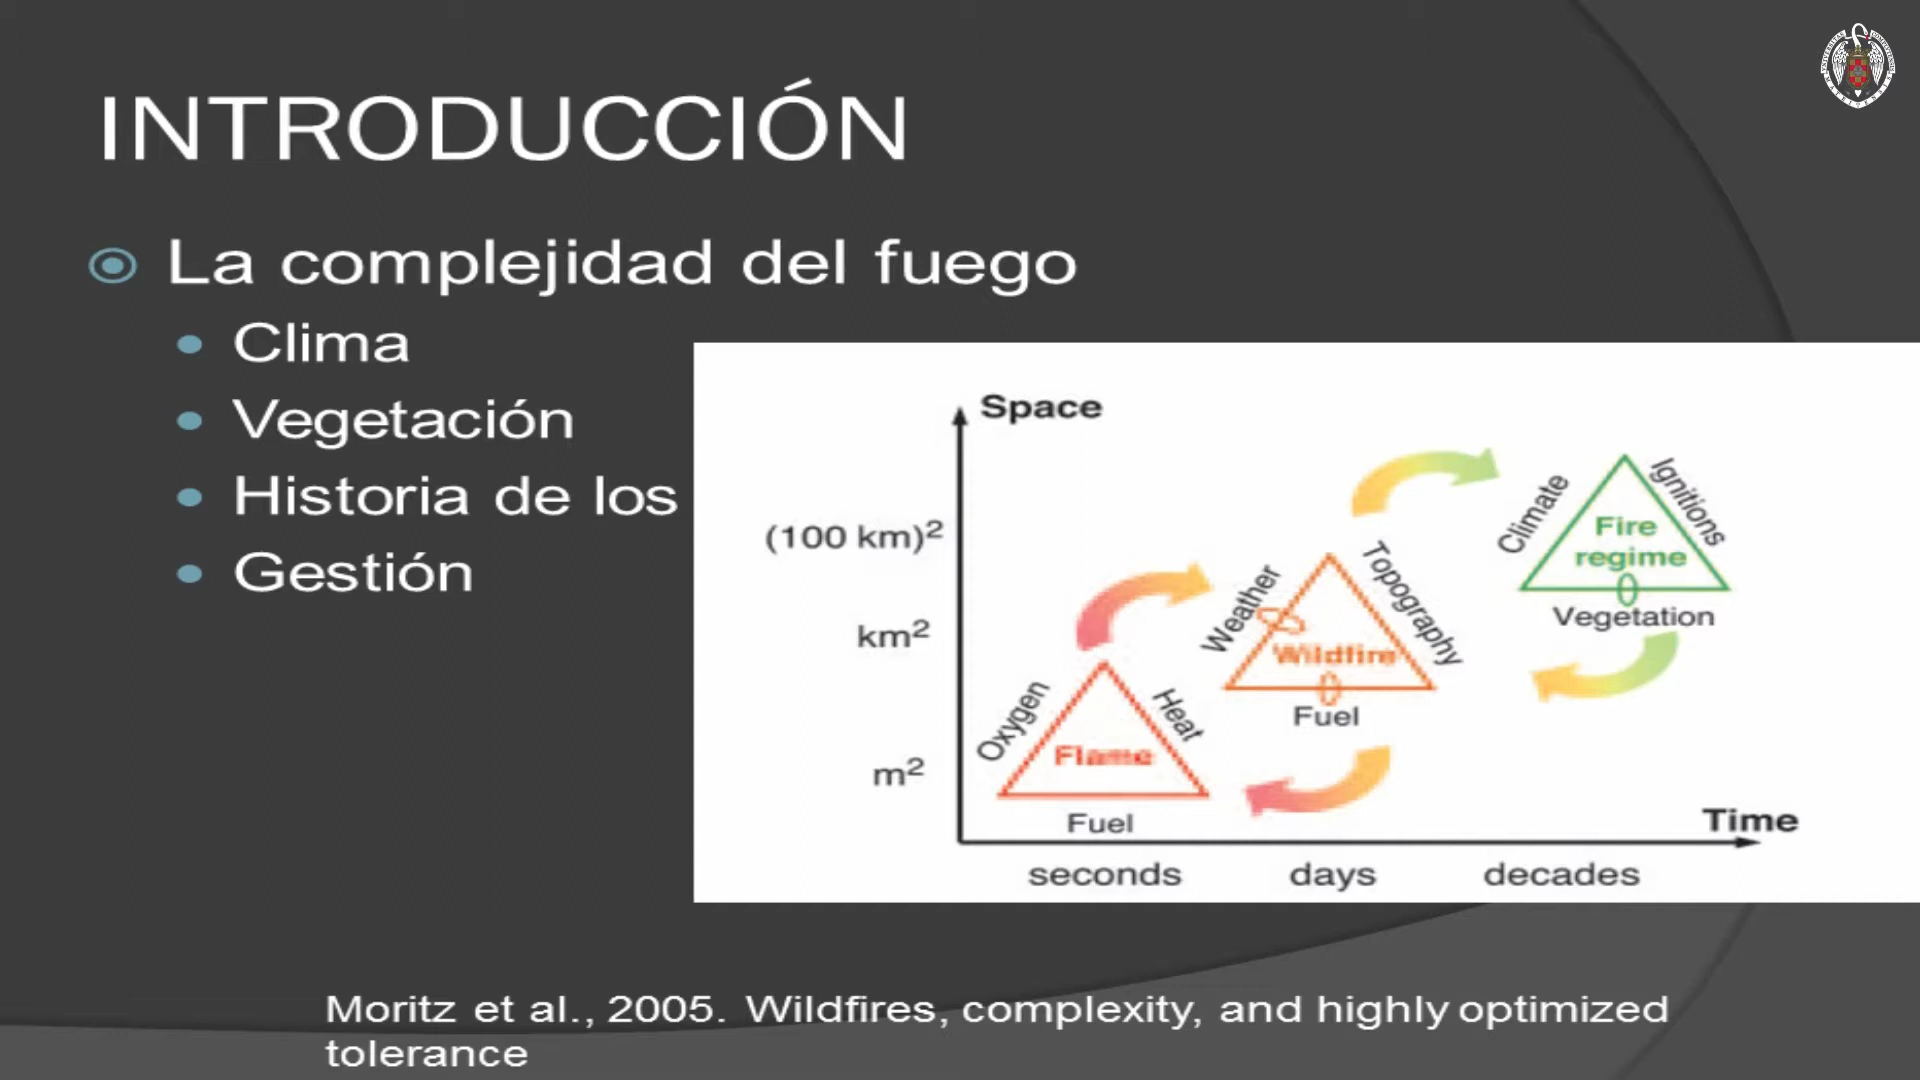 INTRODUCCIÓN
La complejidad del fuego
Clima
Vegetación
Historia de los
Gestión
Space
(100 km)²
km²
m²
Oxygen
Heat
Flame
Fuel
Weather
Topography
Wildfire
Fuel
Climate
Ignitions
Fire
regime
Vegetation
Time
seconds days decades
Moritz et al., 2005. Wildfires, complexity, and highly optimized
tolerance